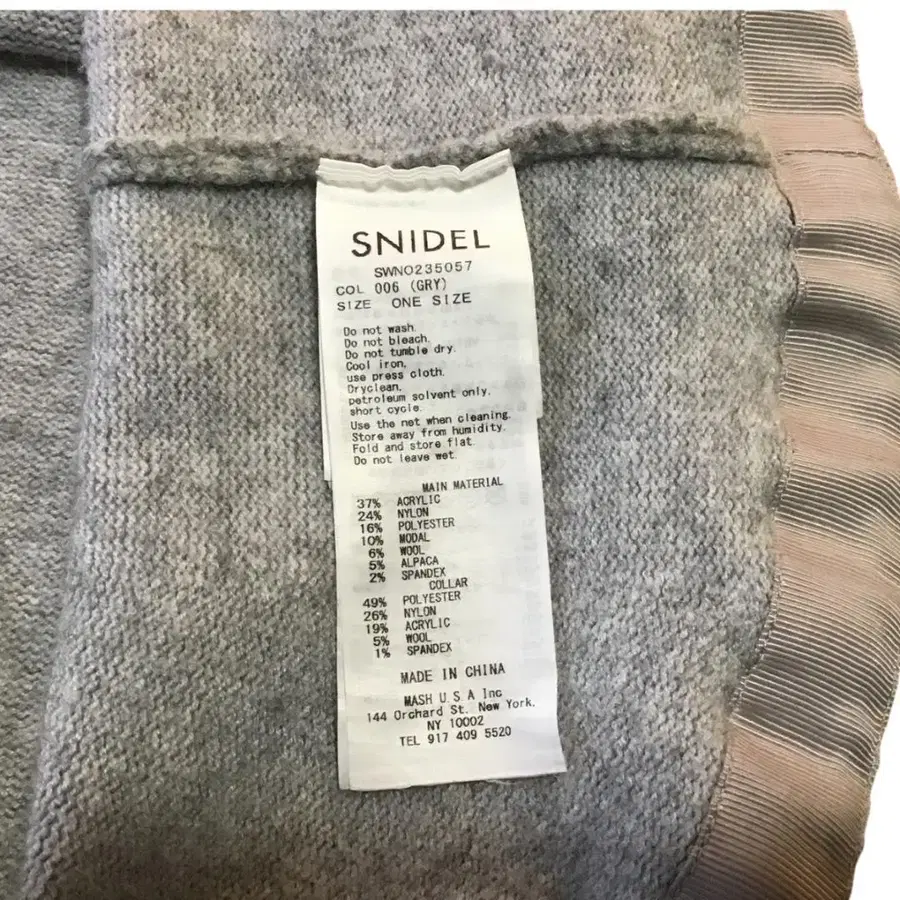 SNIDEL
SWNO235057
COL 006 (GRY)
SIZE ONE SIZE
Do not wash.
Do not bleach.
Do not tumble dry.
Cool iron,
use press cloth.
Dryclean,
petroleum solvent only,
short cycle.
Use the net when cleaning.
Store away from humidity.
Fold and store flat.
Do not leave wet.
MAIN MATERIAL
37% ACRYLIC
24% NYLON
16% POLYESTER
10% MODAL
6% WOOL
5% ALPACA
2% SPANDEX
COLLAR
49% POLYESTER
26% NYLON
19% ACRYLIC
5% WOOL
1% SPANDEX
MADE IN CHINA
MASH U.S.A Inc
144 Orchard St. New York,
NY 10002
TEL 917 409 5520